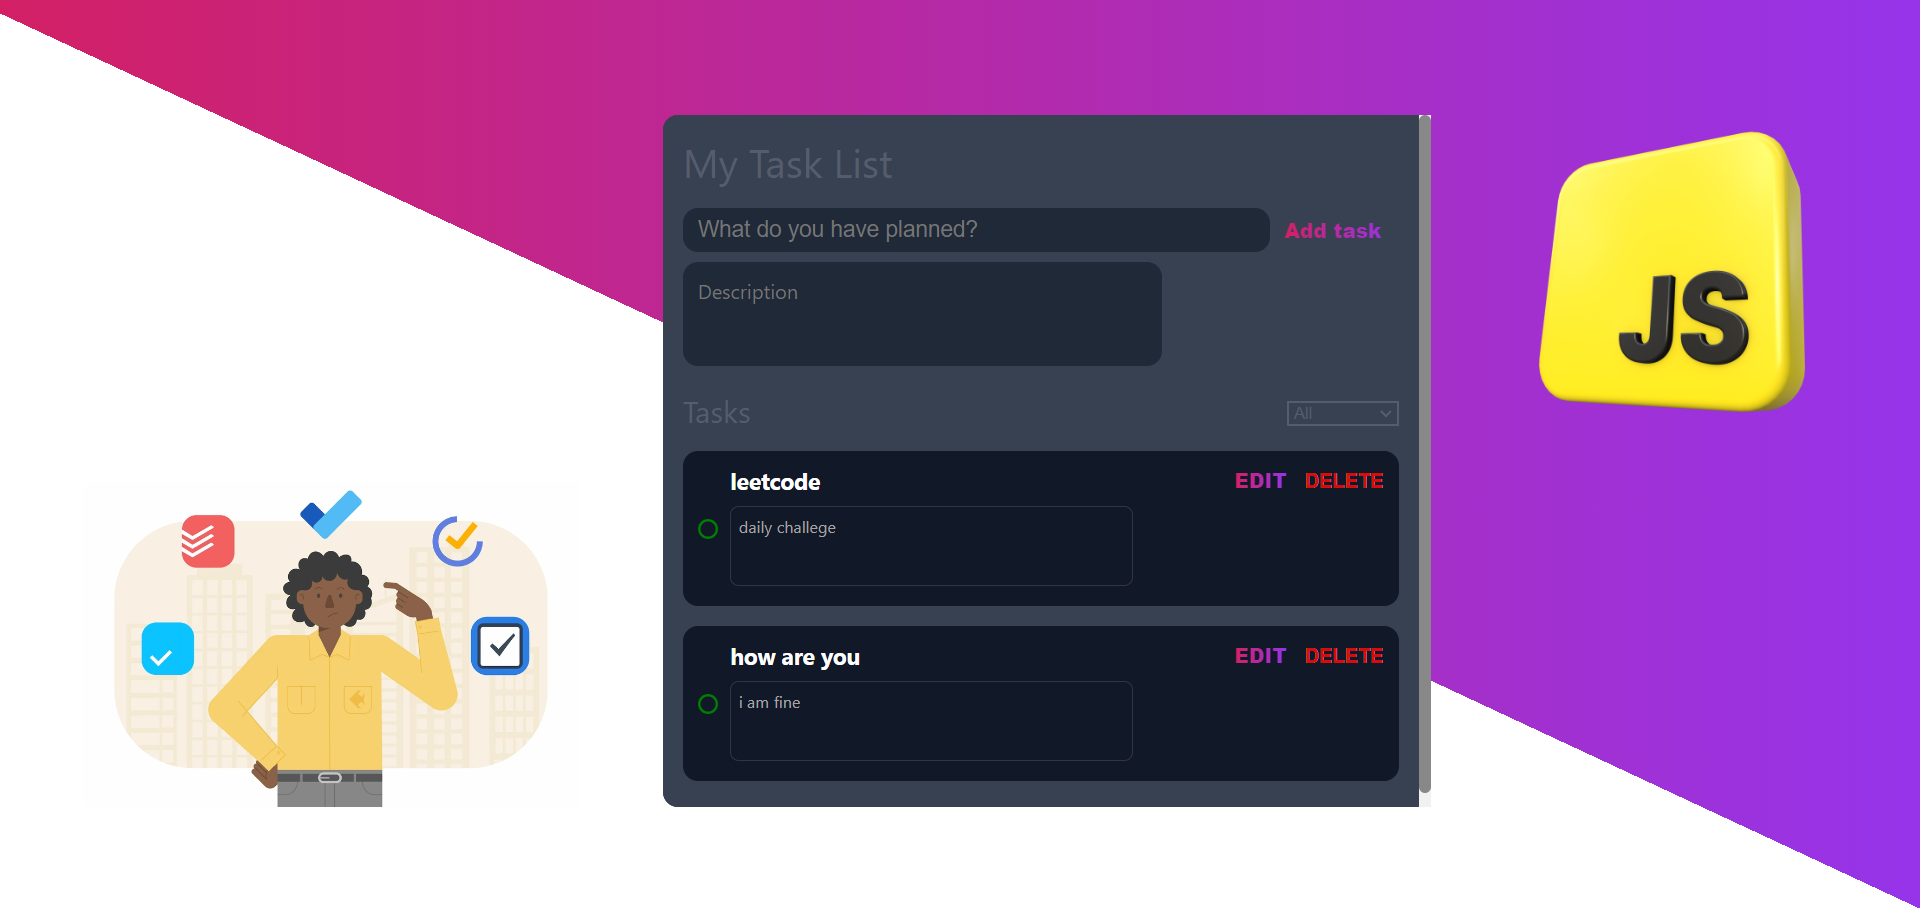 My Task List
What do you have planned?
Add task
Description
Tasks
All
leetcode
EDIT
DELETE
daily challege
how are you
EDIT
DELETE
i am fine
JS